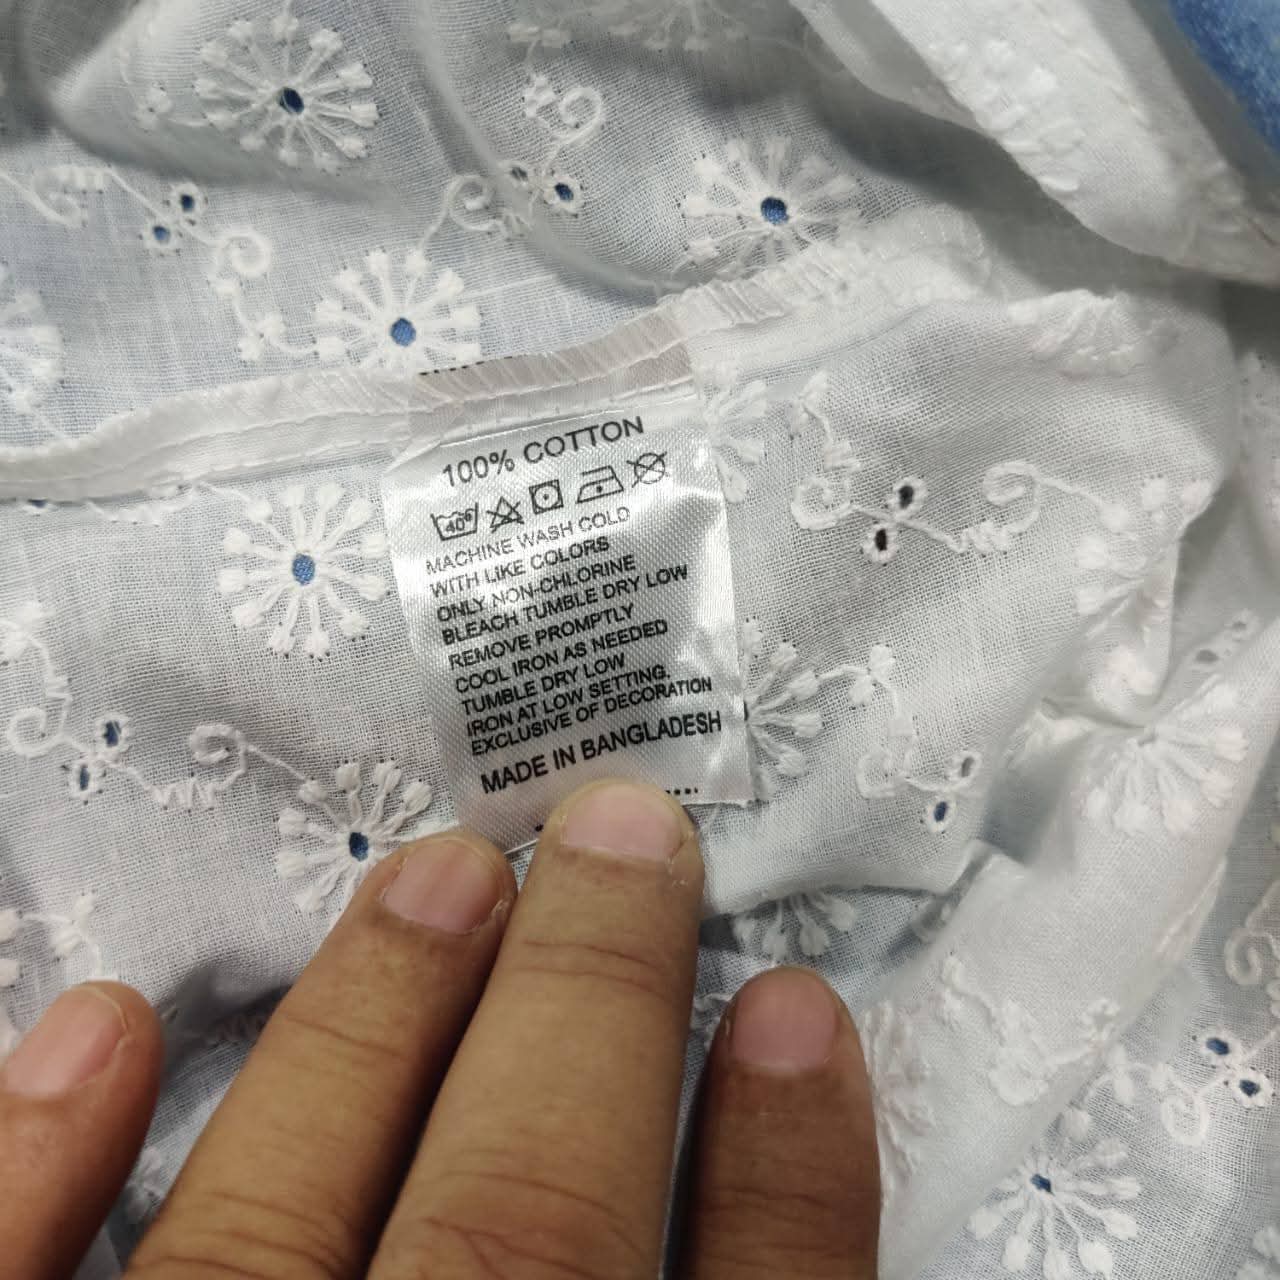 100% COTTON
40°
MACHINE WASH COLD
WITH LIKE COLORS
ONLY NON-CHLORINE
BLEACH TUMBLE DRY LOW
REMOVE PROMPTLY
COOL IRON AS NEEDED
TUMBLE DRY LOW
IRON AT LOW SETTING.
EXCLUSIVE OF DECORATION
MADE IN BANGLADESH